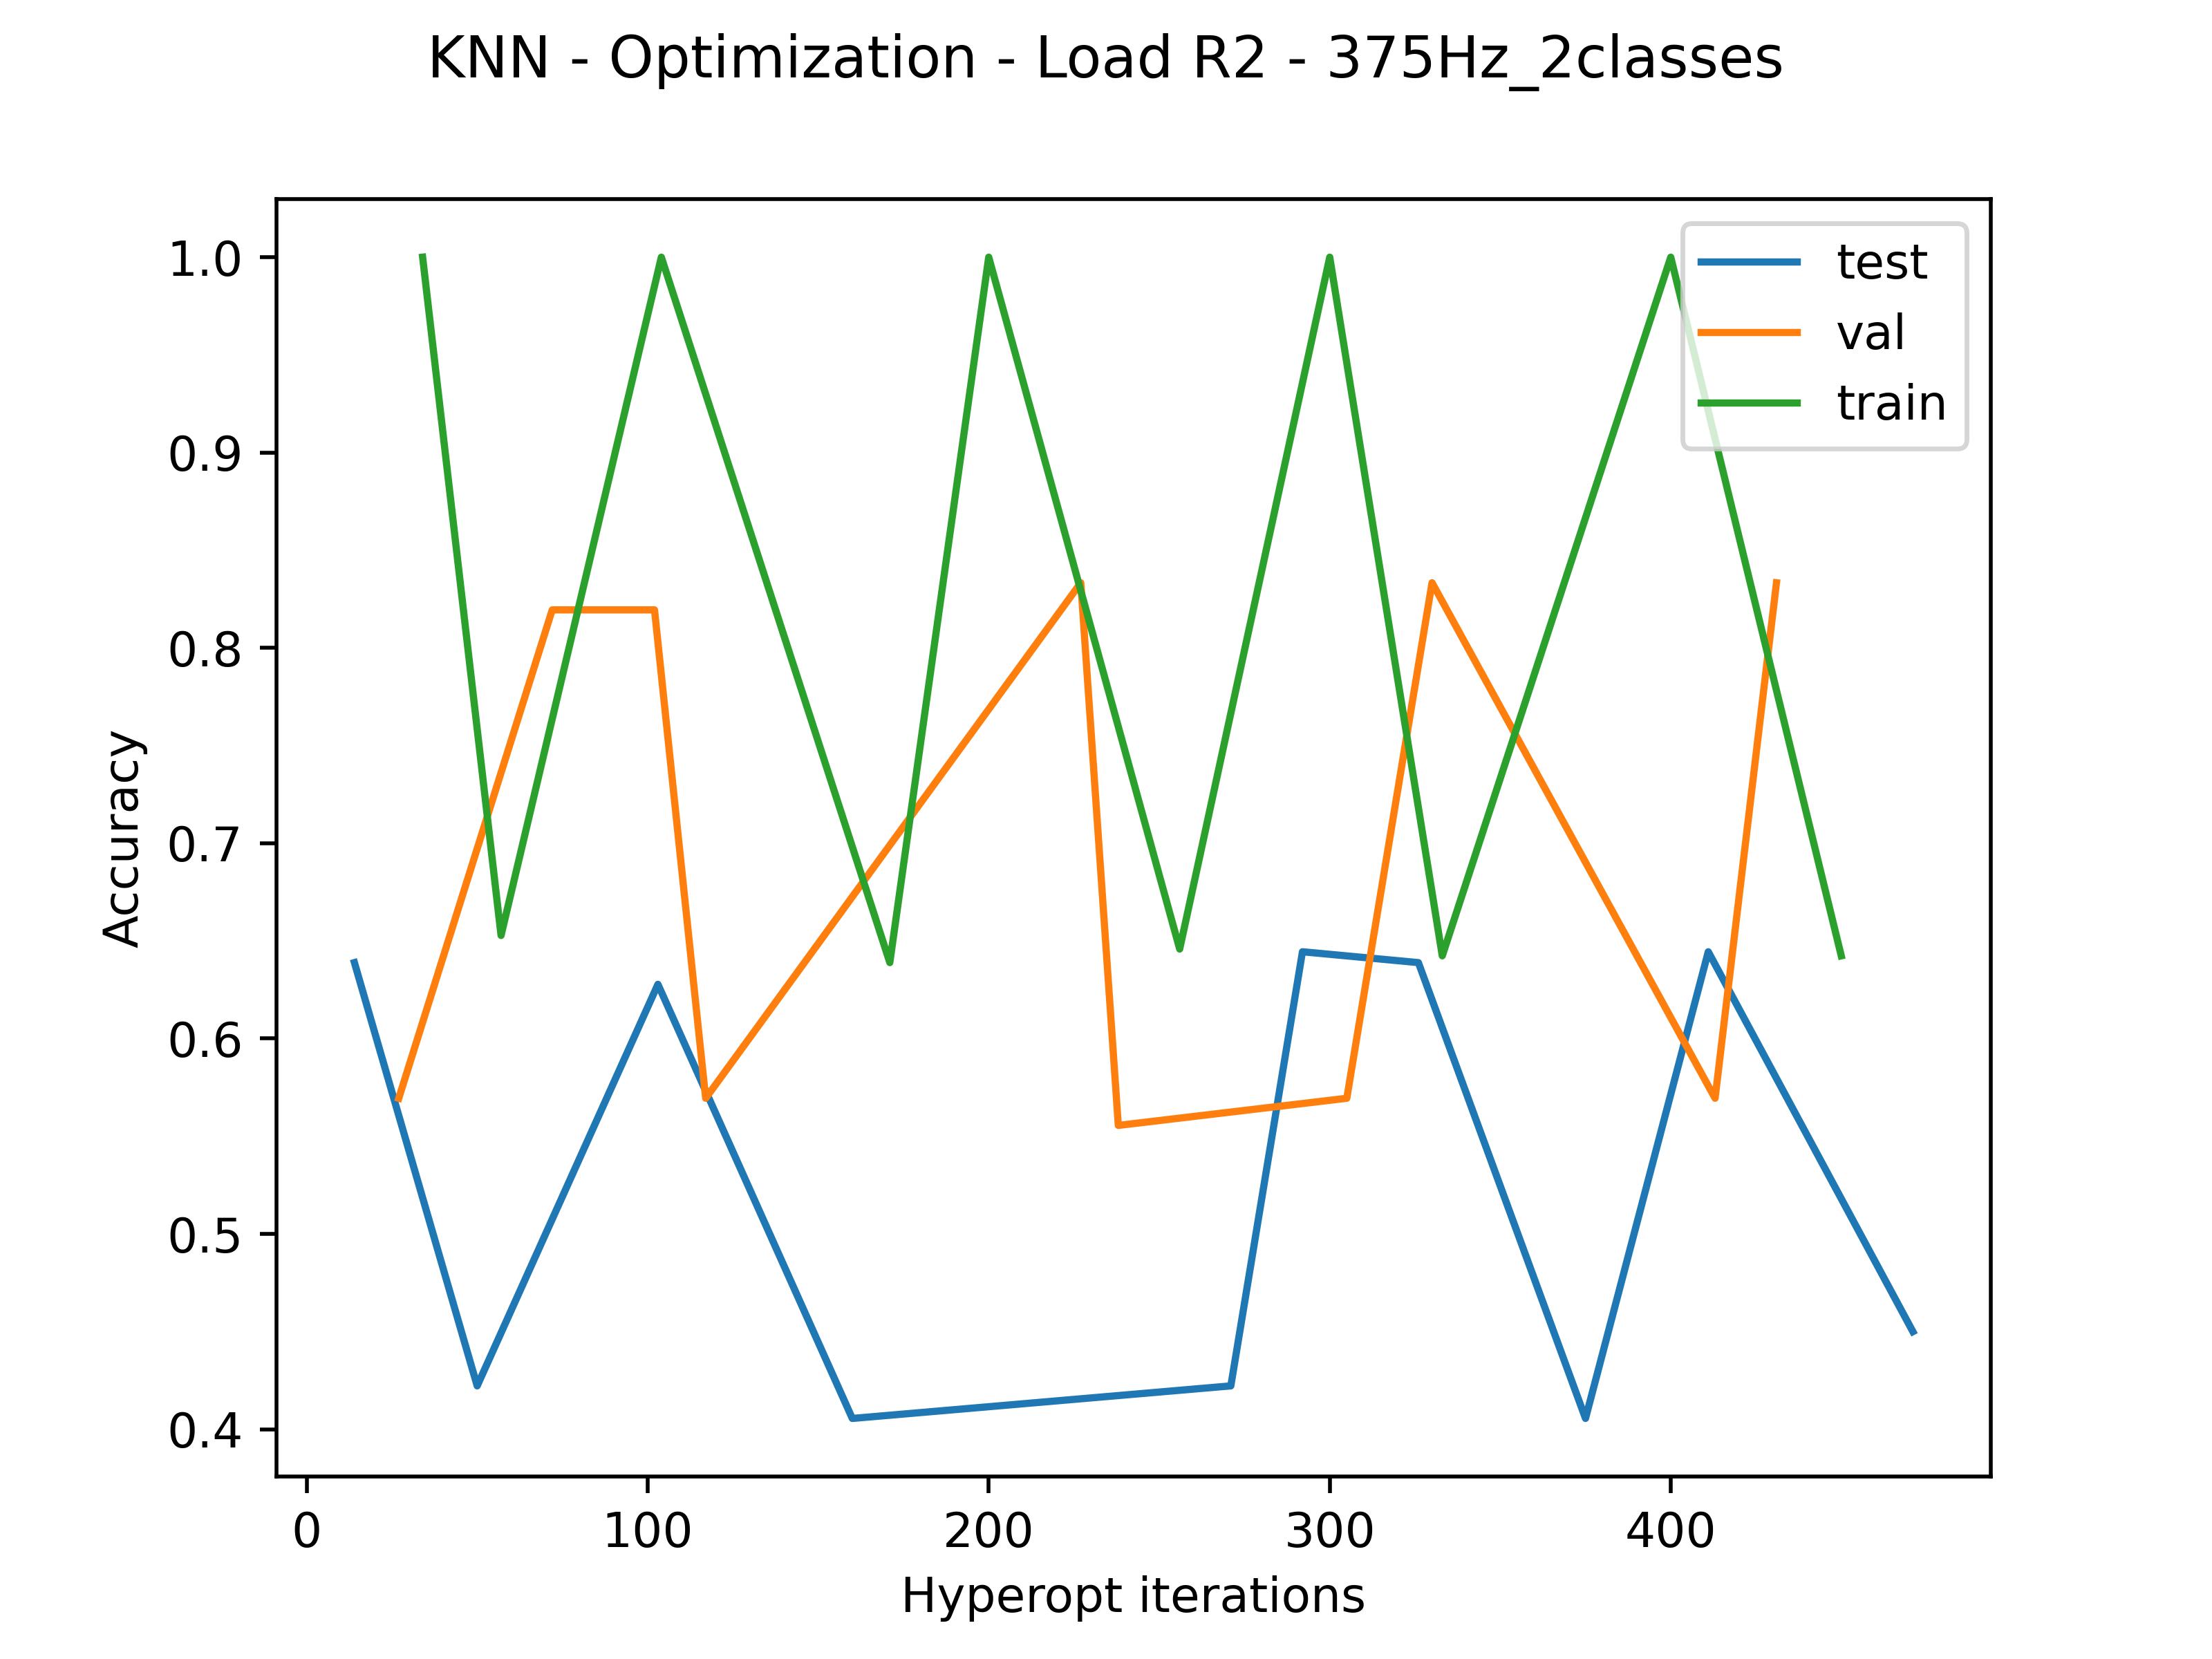 KNN - Optimization - Load R2 - 375Hz_2classes
test
val
train
1.0
0.9
0.8
0.7
0.6
0.5
0.4
Accuracy
0 100 200 300 400
Hyperopt iterations